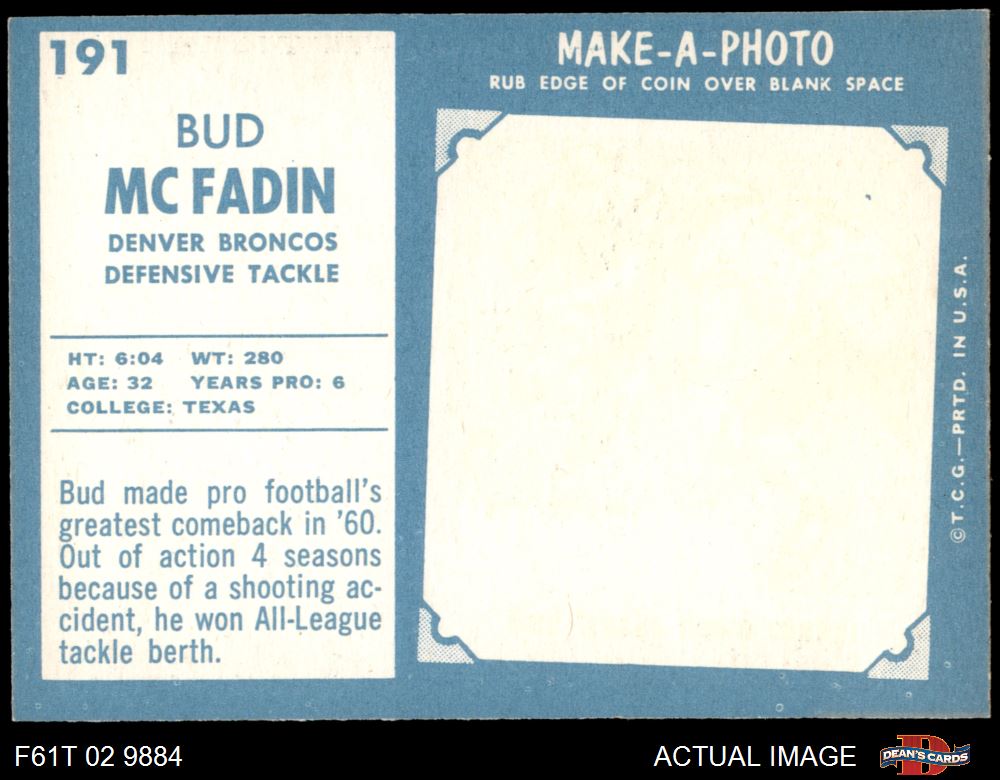 191
BUD
MC FADIN
DENVER BRONCOS
DEFENSIVE TACKLE
HT: 6:04 WT: 280
AGE: 32 YEARS PRO: 6
COLLEGE: TEXAS
Bud made pro football's
greatest comeback in '60.
Out of action 4 seasons
because of a shooting ac-
cident, he won All-League
tackle berth.
MAKE-A-PHOTO
RUB EDGE OF COIN OVER BLANK SPACE
©T.C.G.—PRTD. IN U.S.A.
F61T 02 9884
ACTUAL IMAGE
D
DEAN'S CARDS